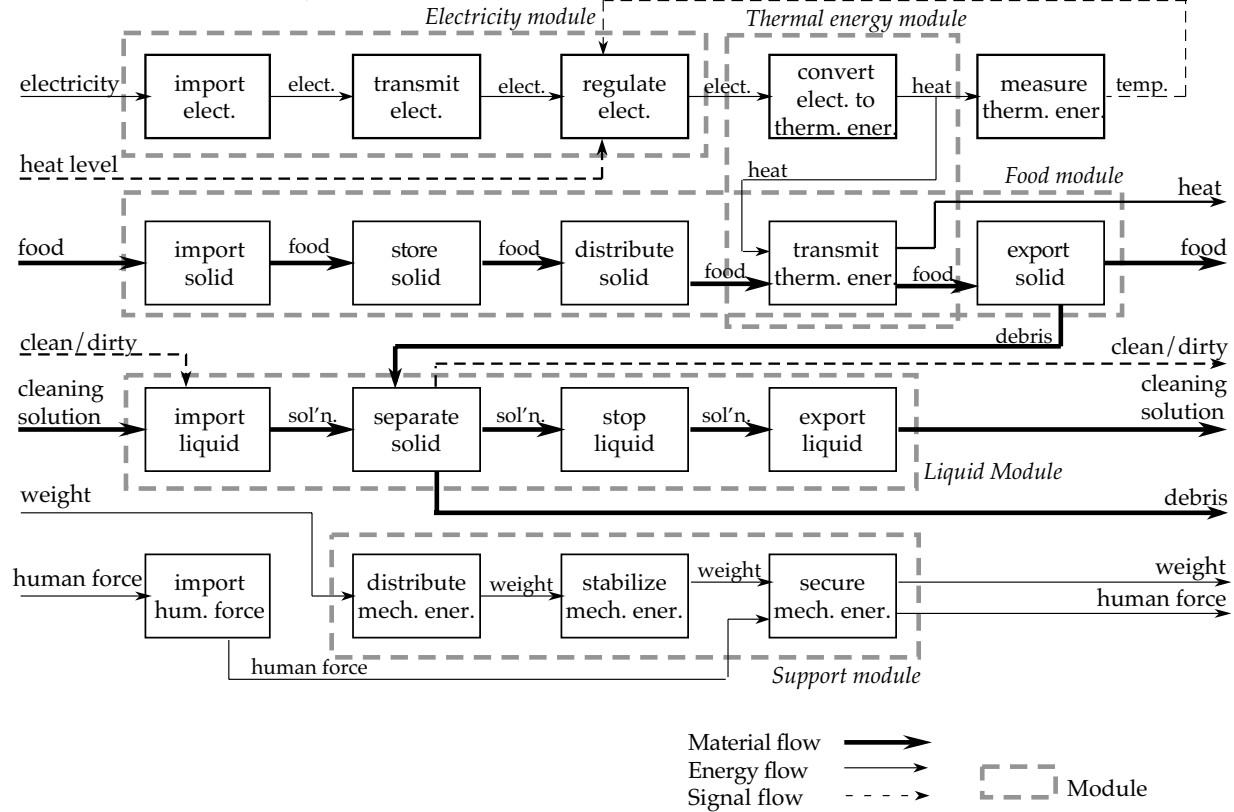 Electricity module
Thermal energy module
electricity
import
elect.
elect.
transmit
elect.
elect.
regulate
elect.
elect.
convert
elect. to
therm. ener.
heat
measure
therm. ener.
temp.
heat level
heat
Food module
heat
food
import
solid
food
store
solid
food
distribute
solid
food
transmit
therm. ener.
food
export
solid
food
clean/dirty
debris
clean/dirty
cleaning
solution
import
liquid
sol'n.
separate
solid
sol'n.
stop
liquid
sol'n.
export
liquid
cleaning
solution
Liquid Module
weight
debris
human force
import
hum. force
distribute
mech. ener.
weight
stabilize
mech. ener.
weight
secure
mech. ener.
weight
human force
human force
Support module
Material flow
Energy flow
Signal flow
Module